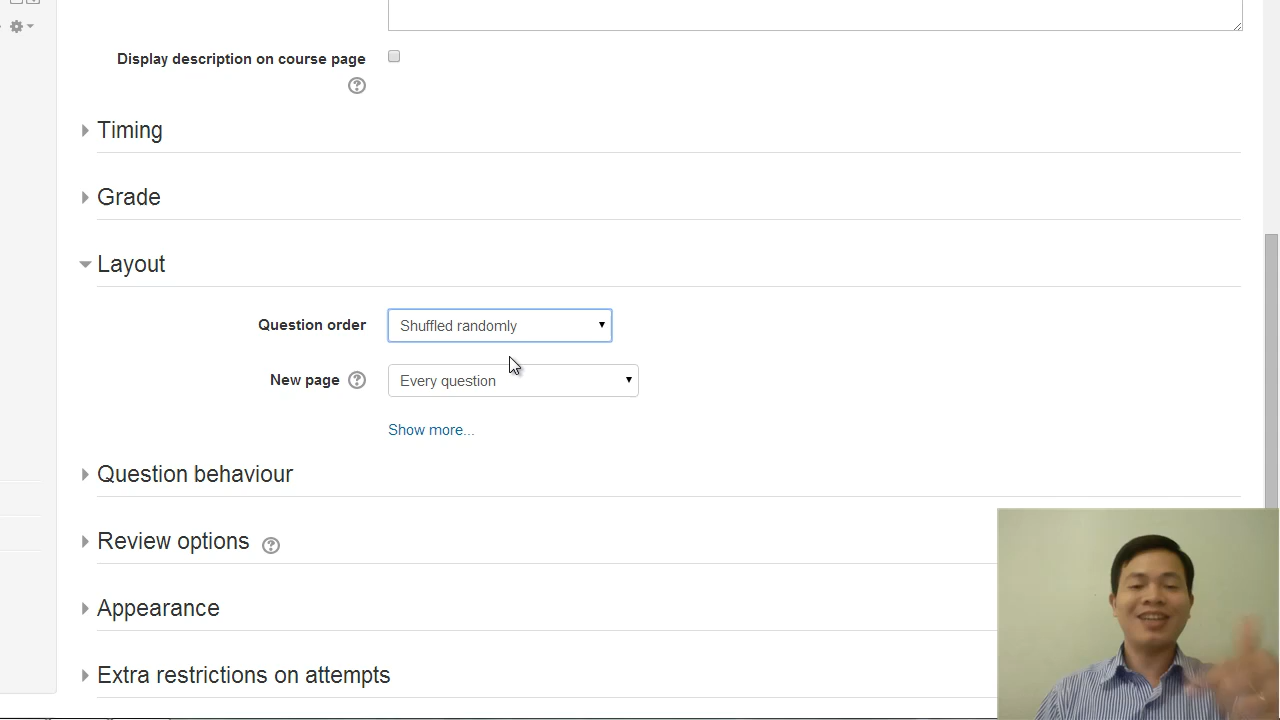 Display description on course page
Timing
Grade
Layout
Question order
Shuffled randomly
New page
Every question
Show more...
Question behaviour
Review options
Appearance
Extra restrictions on attempts